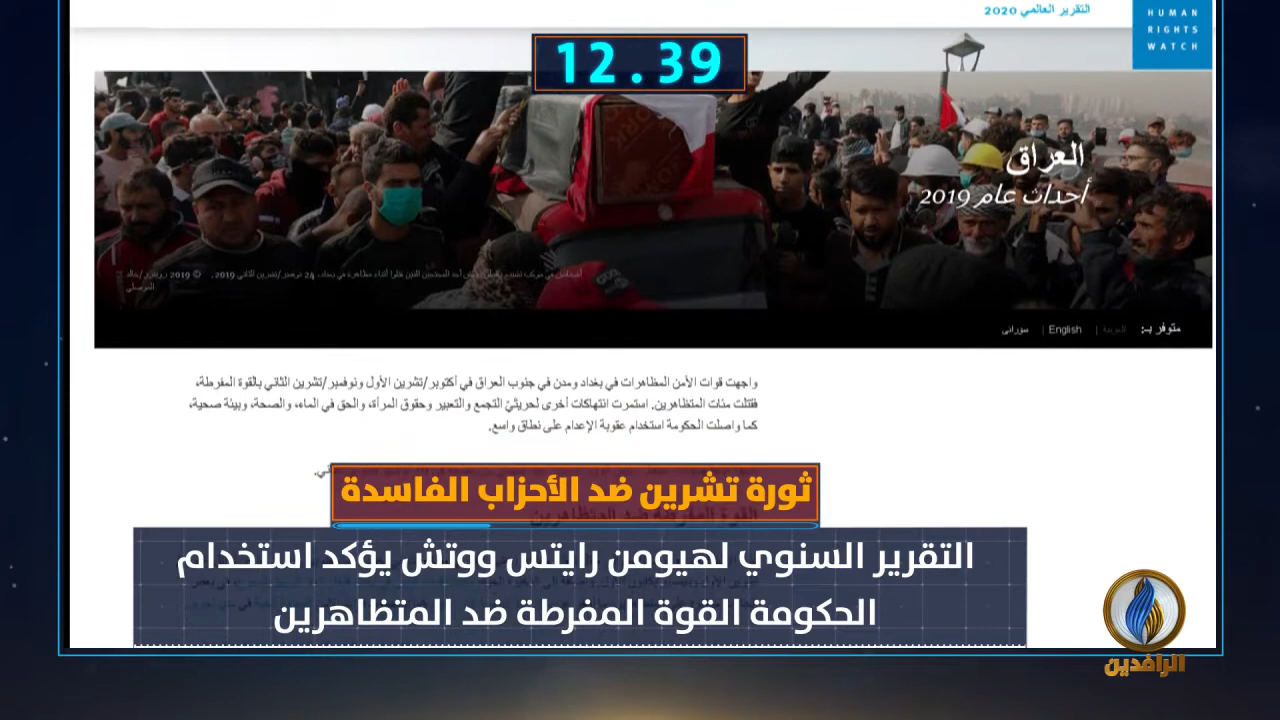 التقرير العالمي 2020
HUMAN
RIGHTS
WATCH
12.39
العراق
أحداث عام 2019
متوفر بـ:
English
سۆرانی
واجهت قوات الأمن المظاهرات في بغداد ومدن في جنوب العراق في أكتوبر/تشرين الأول ونوفمبر/تشرين الثاني بالقوة المفرطة،
فقتلت مئات المتظاهرين. استمرت انتهاكات أخرى لحريتَيّ التجمع والتعبير وحقوق المرأة، والحق في الماء، والصحة، وبيئة صحية،
كما واصلت الحكومة استخدام عقوبة الإعدام على نطاق واسع.
ثورة تشرين ضد الأحزاب الفاسدة
التقرير السنوي لهيومن رايتس ووتش يؤكد استخدام
الحكومة القوة المفرطة ضد المتظاهرين
الرافدين